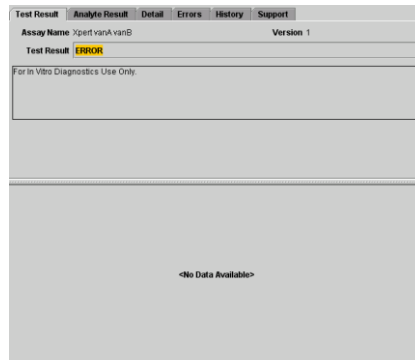 Test Result Analyte Result Detail Errors History Support
Assay Name Xpert vanA vanB Version 1
Test Result ERROR
For In Vitro Diagnostics Use Only.
<No Data Available>